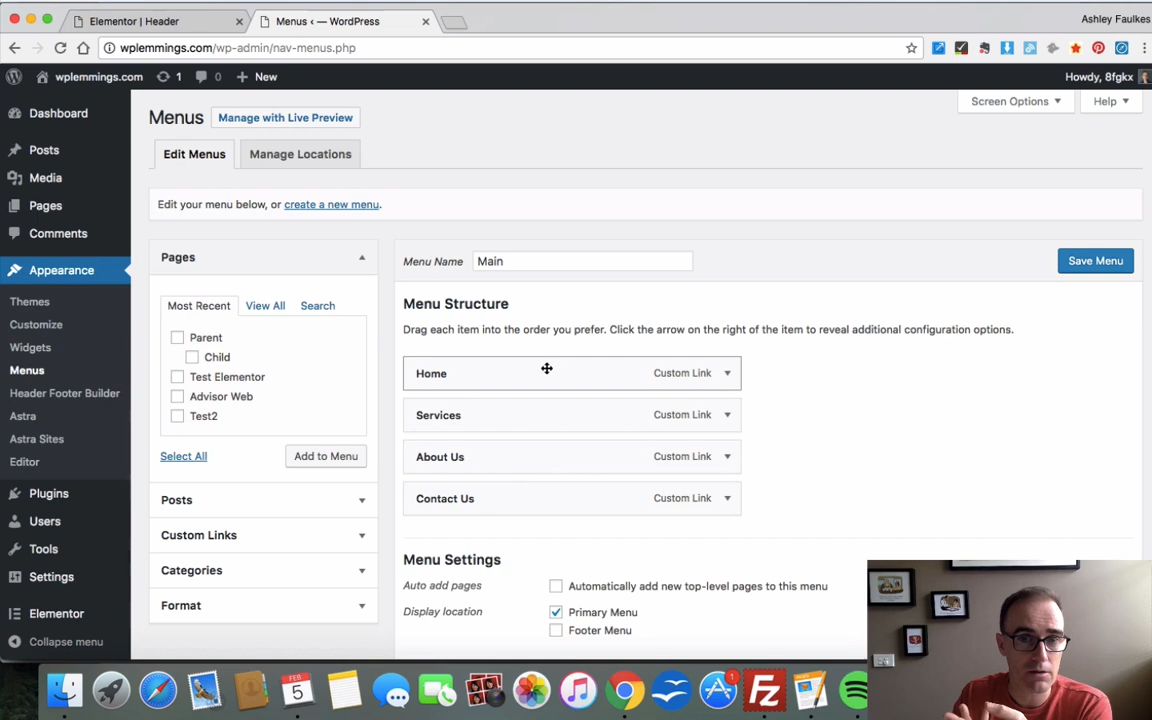 Elementor | Header
Menus ‹ — WordPress
Ashley Faulkes
wplemmings.com/wp-admin/nav-menus.php
wplemmings.com
1
0
New
Howdy, 8fgkx
Dashboard
Posts
Media
Pages
Comments
Appearance
Themes
Customize
Widgets
Menus
Header Footer Builder
Astra
Astra Sites
Editor
Plugins
Users
Tools
Settings
Elementor
Collapse menu
Screen Options
Help
Menus
Manage with Live Preview
Edit Menus
Manage Locations
Edit your menu below, or create a new menu.
Pages
Most Recent
View All
Search
Parent
Child
Test Elementor
Advisor Web
Test2
Select All
Add to Menu
Posts
Custom Links
Categories
Format
Menu Name
Main
Save Menu
Menu Structure
Drag each item into the order you prefer. Click the arrow on the right of the item to reveal additional configuration options.
Home
Custom Link
Services
Custom Link
About Us
Custom Link
Contact Us
Custom Link
Menu Settings
Auto add pages
Automatically add new top-level pages to this menu
Display location
Primary Menu
Footer Menu
FEB
5
1
Fz